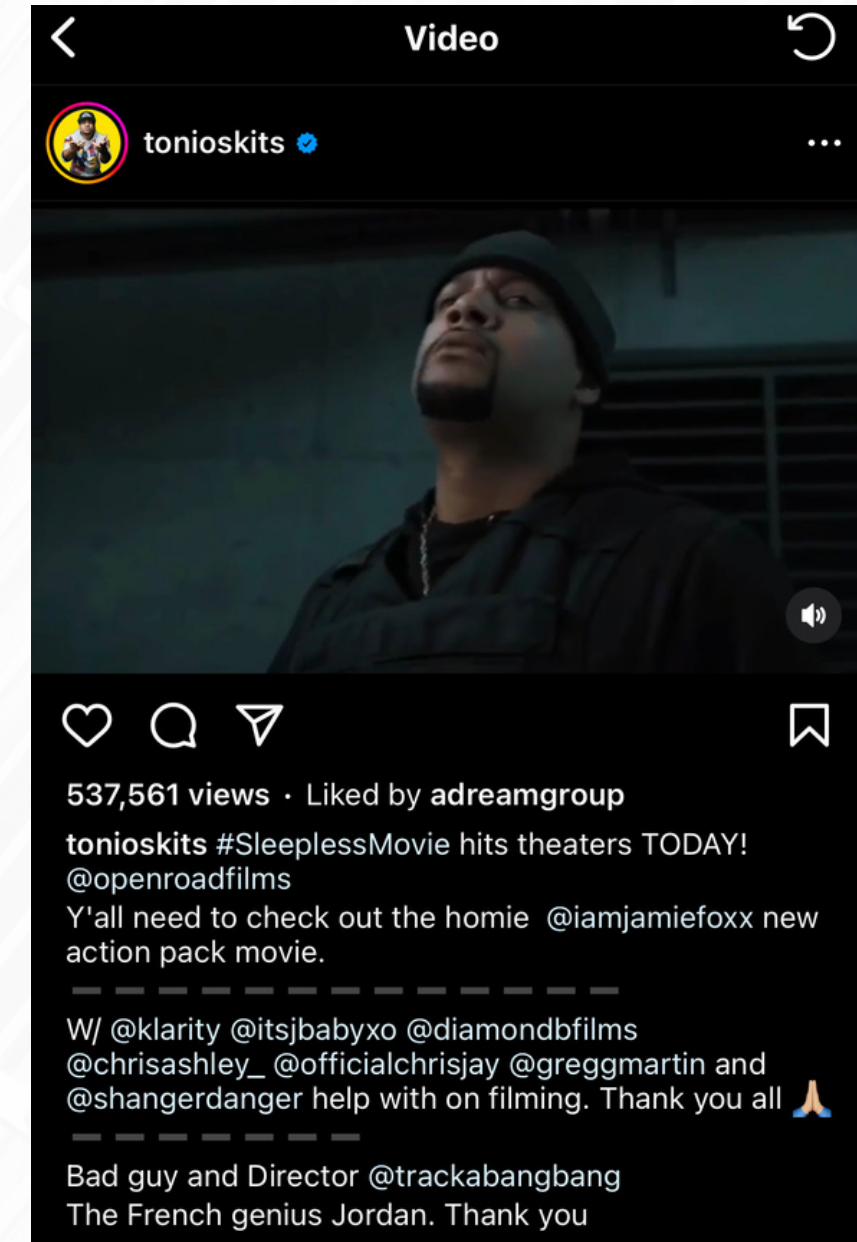 Video
tonioskits
537,561 views · Liked by adreamgroup
tonioskits #SleeplessMovie hits theaters TODAY!
@openroadfilms
Y'all need to check out the homie  @iamjamiefoxx new
action pack movie.
W/ @klarity @itsjbabyxo @diamondbfilms
@chrisashley_ @officialchrisjay @greggmartin and
@shangerdanger help with on filming. Thank you all 🙏🏼
Bad guy and Director @trackabangbang
The French genius Jordan. Thank you